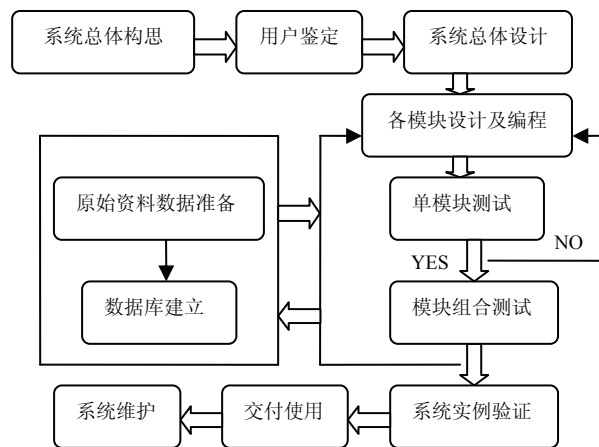 系统总体构思
用户鉴定
系统总体设计
各模块设计及编程
原始资料数据准备
单模块测试
YES
NO
数据库建立
模块组合测试
系统维护
交付使用
系统实例验证